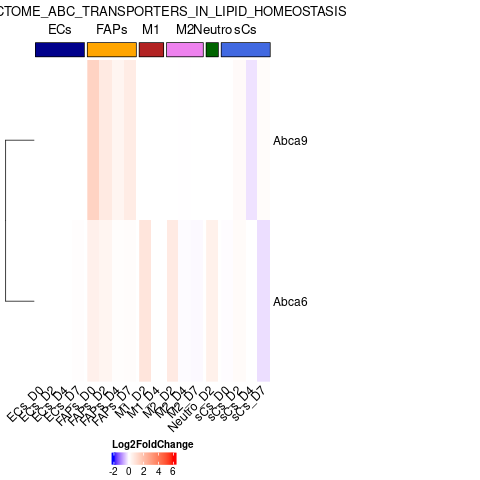 CTOME_ABC_TRANSPORTERS_IN_LIPID_HOMEOSTASIS
ECs FAPs M1 M2 Neutro sCs
Abca9
Abca6
ECs_D0 ECs_D2 ECs_D4 ECs_D7 FAPs_D0 FAPs_D2 FAPs_D4 FAPs_D7 M1_D2 M1_D4 M2_D2 M2_D4 M2_D7 Neutro_D2 sCs_D0 sCs_D2 sCs_D4 sCs_D7
Log2FoldChange
-2 0 2 4 6